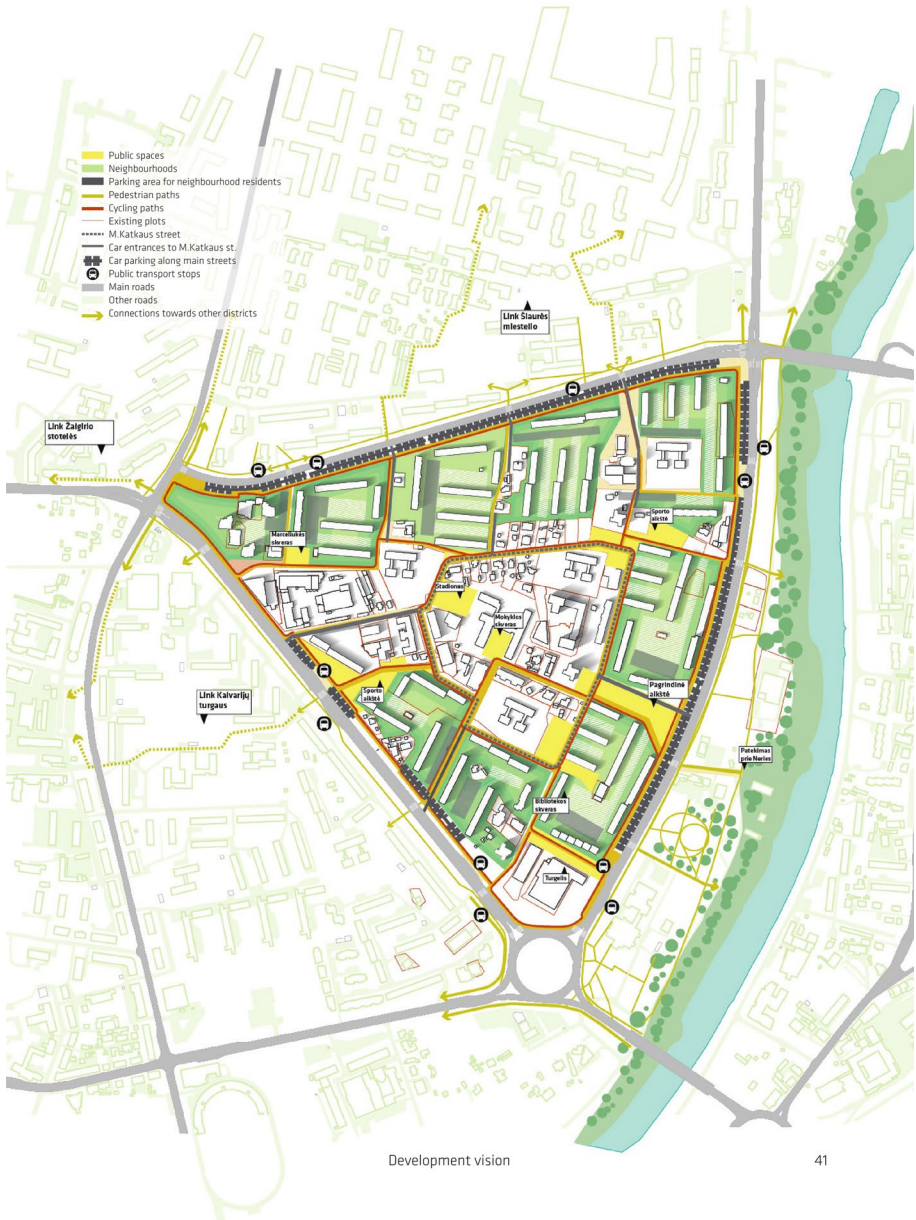 Public spaces
Neighbourhoods
Parking area for neighbourhood residents
Pedestrian paths
Cycling paths
Existing plots
M.Katkaus street
Car entrances to M.Katkaus st.
Car parking along main streets
Public transport stops
Main roads
Other roads
Connections towards other districts
Link Šiaurės
miestelio
Link Žalgirio
stotelės
Sporto
aikštė
Marceliukės
skveras
Stadionas
Mokyklos
skveras
Sporto
aikštė
Pagrindinė
aikštė
Link Kalvarijų
turgaus
Patekimas
prie Neries
Bibliotekos
skveras
Turgelis
Development vision
41